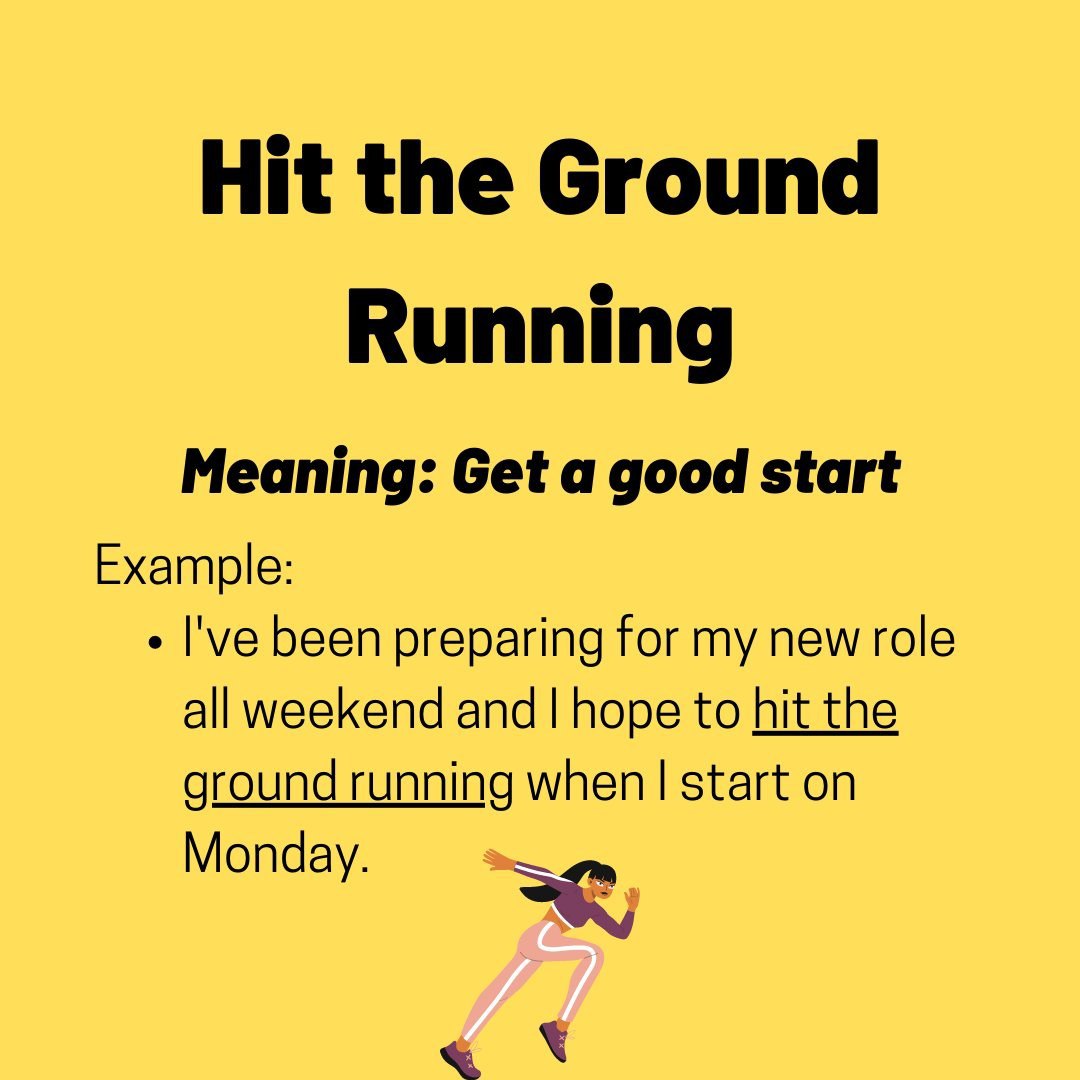 Hit the Ground
Running
Meaning: Get a good start
Example:
• I've been preparing for my new role
all weekend and I hope to hit the
ground running when I start on
Monday.